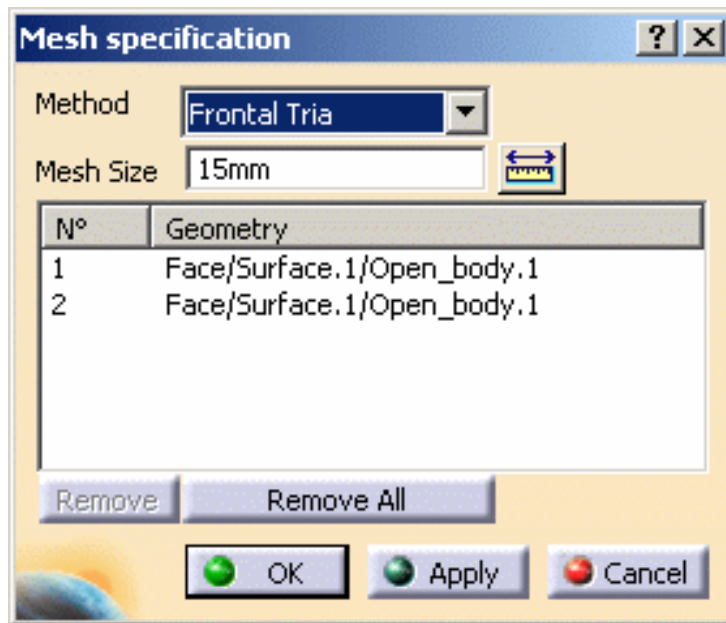 Mesh specification
Method Frontal Tria
Mesh Size 15mm
N° Geometry
1 Face/Surface.1/Open_body.1
2 Face/Surface.1/Open_body.1
Remove Remove All
OK Apply Cancel